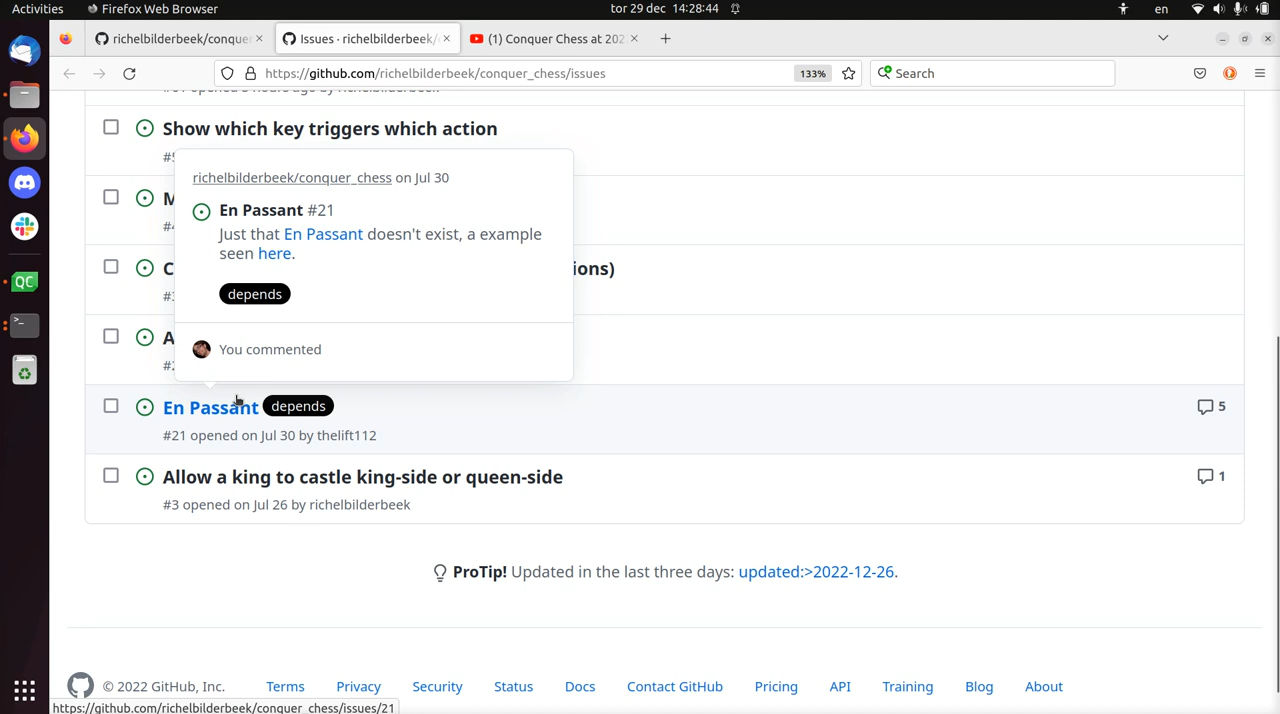 Activities
Firefox Web Browser
tor 29 dec 14:28:44
en
richelbilderbeek/conque
Issues · richelbilderbeek/
(1) Conquer Chess at 202
https://github.com/richelbilderbeek/conquer_chess/issues
133%
Search
Show which key triggers which action
richelbilderbeek/conquer_chess on Jul 30
En Passant #21
Just that En Passant doesn't exist, a example
seen here.
depends
You commented
ions)
En Passant depends
5
#21 opened on Jul 30 by thelift112
Allow a king to castle king-side or queen-side
1
#3 opened on Jul 26 by richelbilderbeek
ProTip! Updated in the last three days: updated:>2022-12-26.
© 2022 GitHub, Inc.
Terms
Privacy
Security
Status
Docs
Contact GitHub
Pricing
API
Training
Blog
About
https://github.com/richelbilderbeek/conquer_chess/issues/21
QC